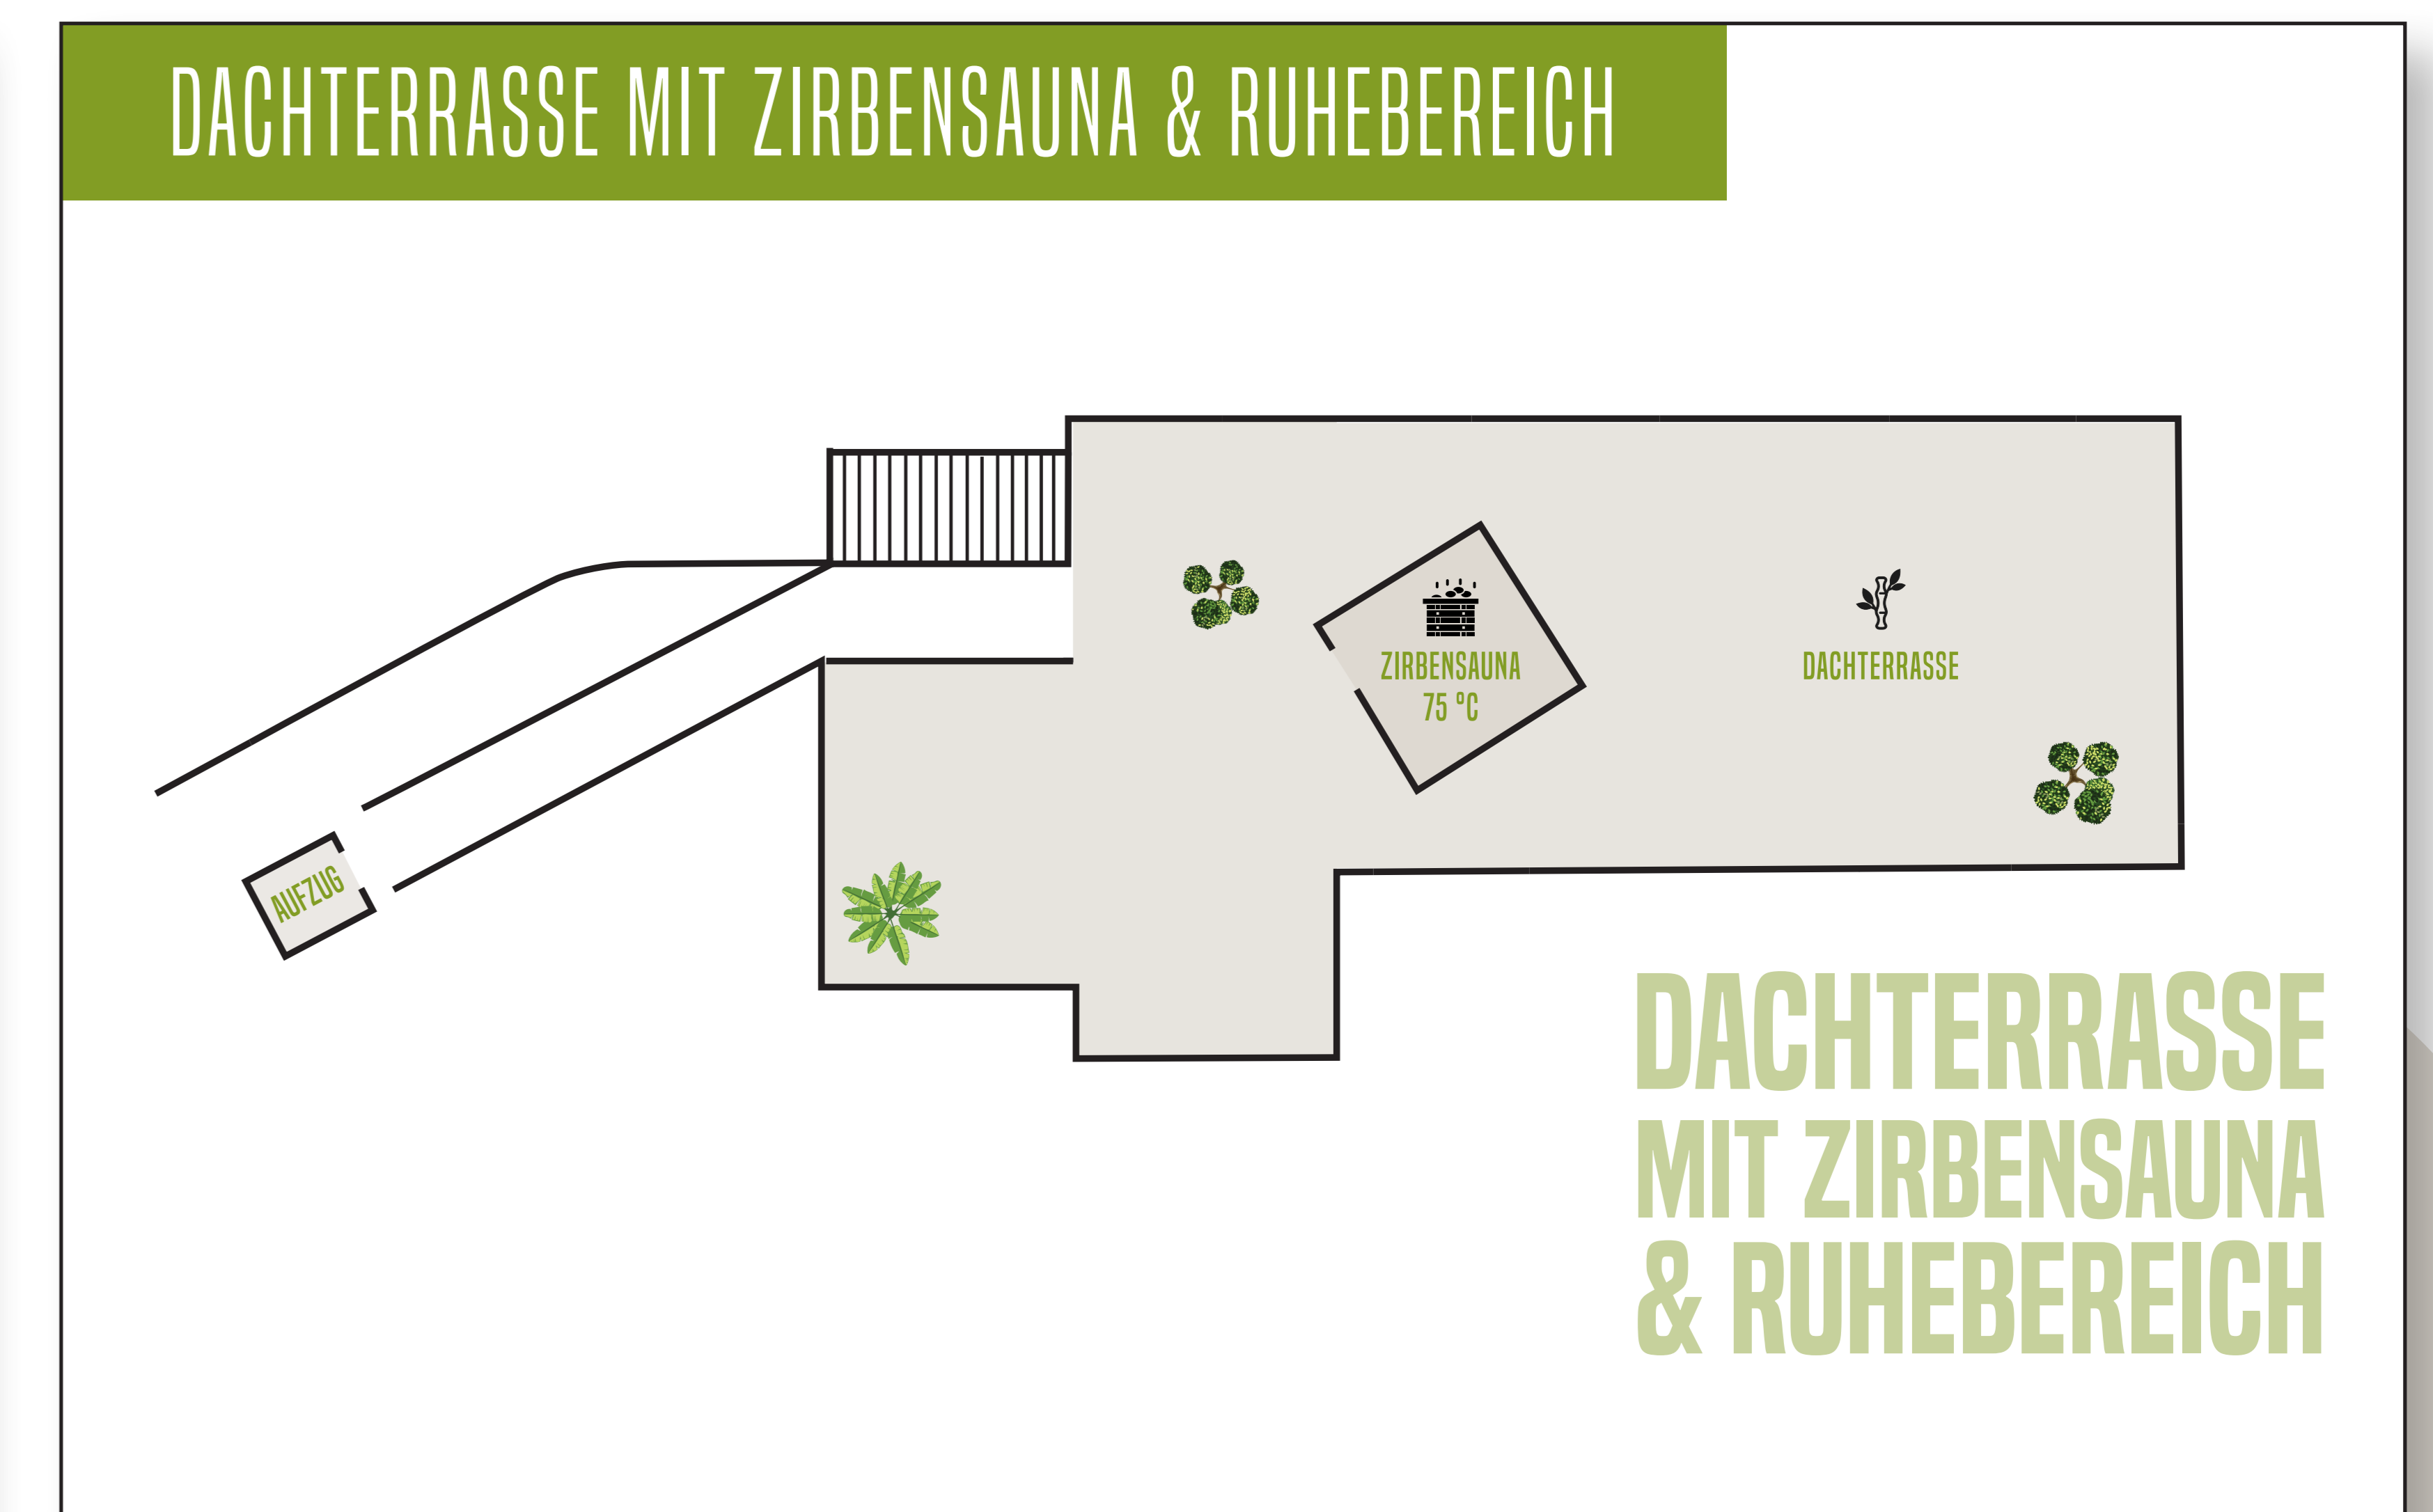 DACHTERRASSE MIT ZIRBENSAUNA & RUHEBEREICH
ZIRBENSAUNA
75 °C
DACHTERRASSE
AUFZUG
DACHTERRASSE
MIT ZIRBENSAUNA
& RUHEBEREICH